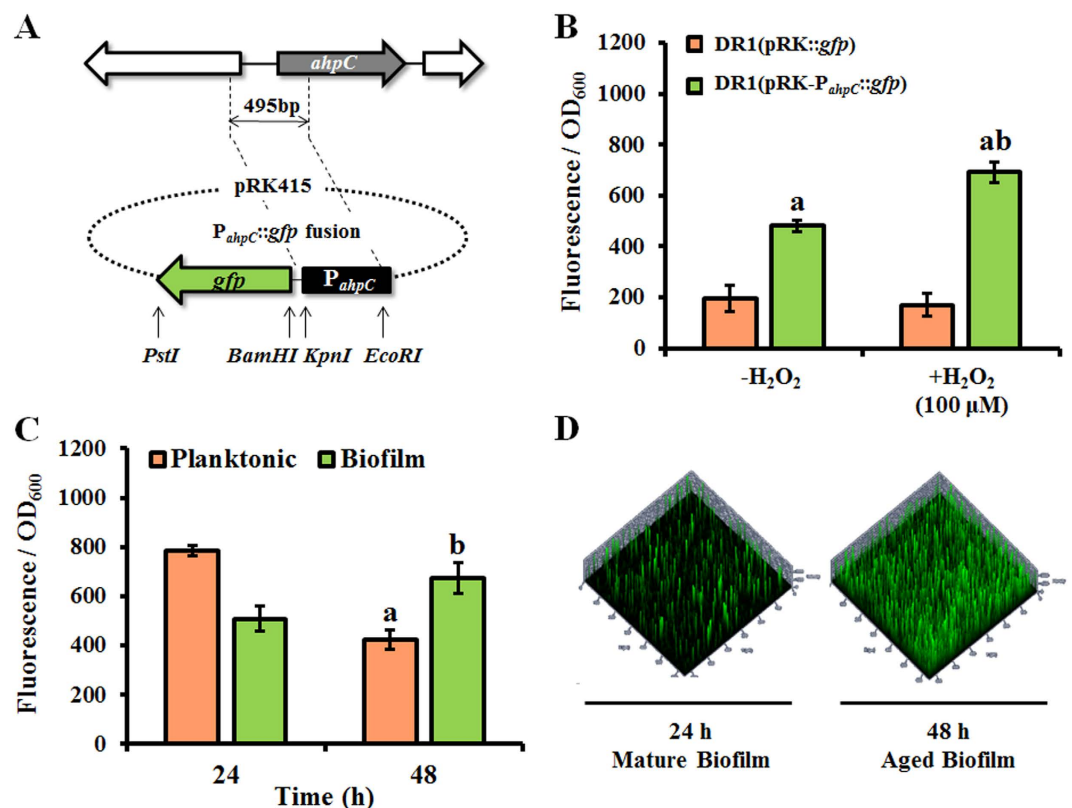 A
ahpC
495bp
pRK415
PahpC::gfp fusion
gfp
PahpC
PstI BamHI KpnI EcoRI
B
Fluorescence / OD600
1200
1000
800
600
400
200
0
DR1(pRK::gfp)
DR1(pRK-PahpC::gfp)
a
ab
-H2O2
+H2O2
(100 μM)
C
Fluorescence / OD600
1200
1000
800
600
400
200
0
Planktonic Biofilm
a
b
24 48
Time (h)
D
24 h
Mature Biofilm
48 h
Aged Biofilm